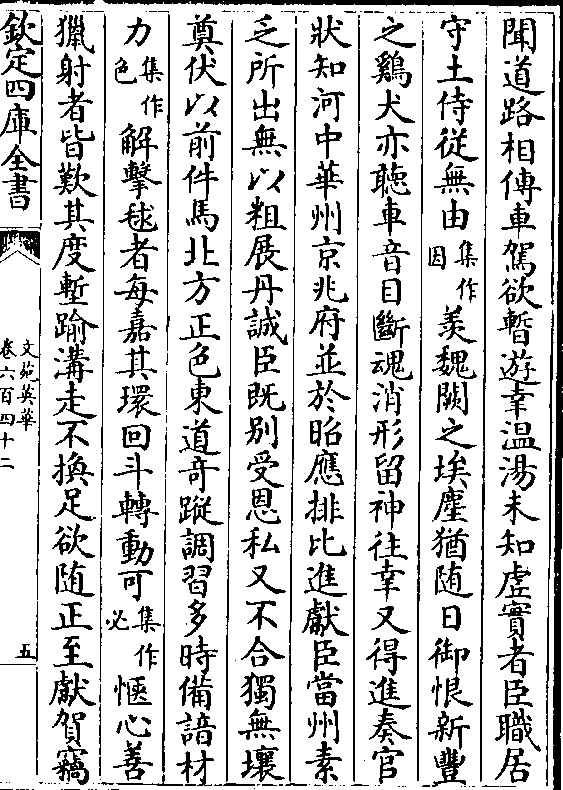 聞道路相傳車駕欲暫遊幸温湯未知虚實者臣職居
守土侍從無由集作因羨魏闕之埃塵猶随日御恨新豐
之鷄犬亦聽車音目斷魂消形留神往幸又得進奏官
狀知河中華州京兆府並於昭應排比進獻臣當州素
乏所出無以粗展丹誠臣既别受恩私又不合獨無壤
奠伏以前件馬北方正色東道奇蹤調習多時備諳材
力集作色解擊毬者每嘉其環回斗轉動可集作必愜心善
獵射者皆歎其度塹踰溝走不換足欲随正至獻賀竊
欽定四庫全書
文苑英華
卷六百四十二
五